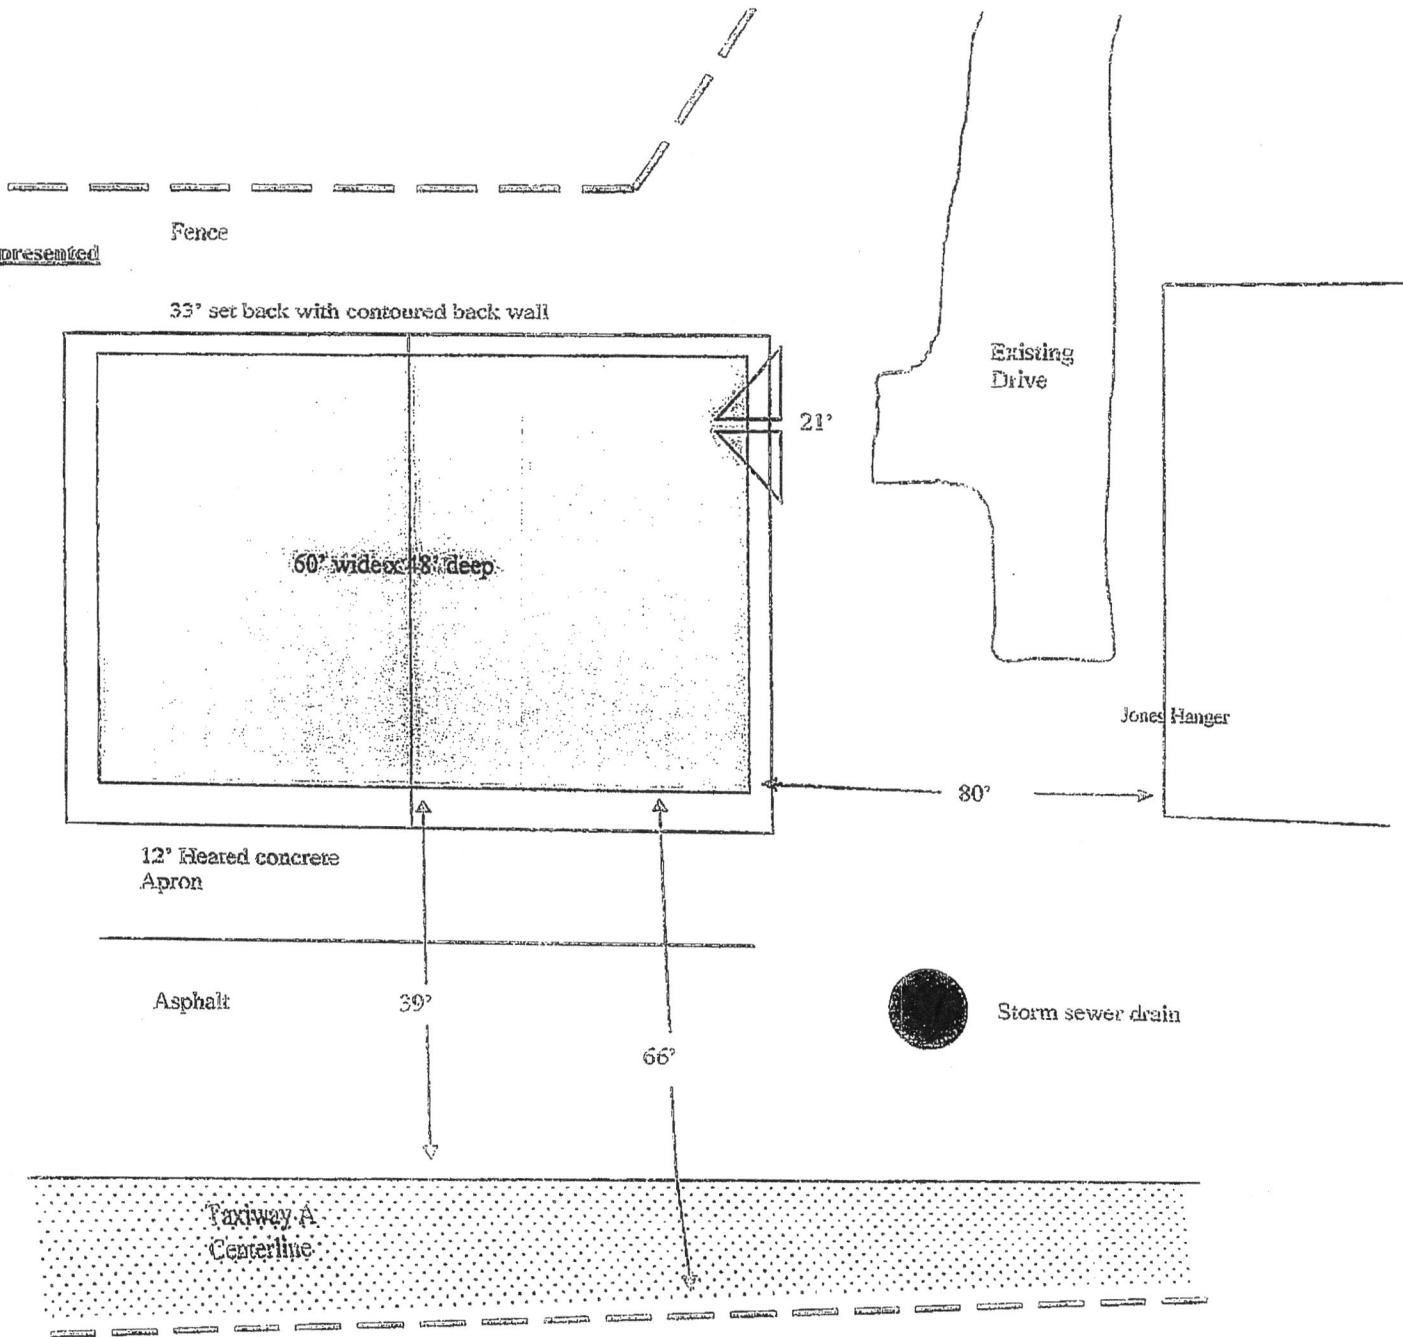 Fence
presented
33' set back with contoured back wall
Existing
Drive
21'
60' wide x 48' deep
Jones Hanger
80'
12' Heated concrete
Apron
Asphalt
39'
Storm sewer drain
66'
Taxiway A
Centerline